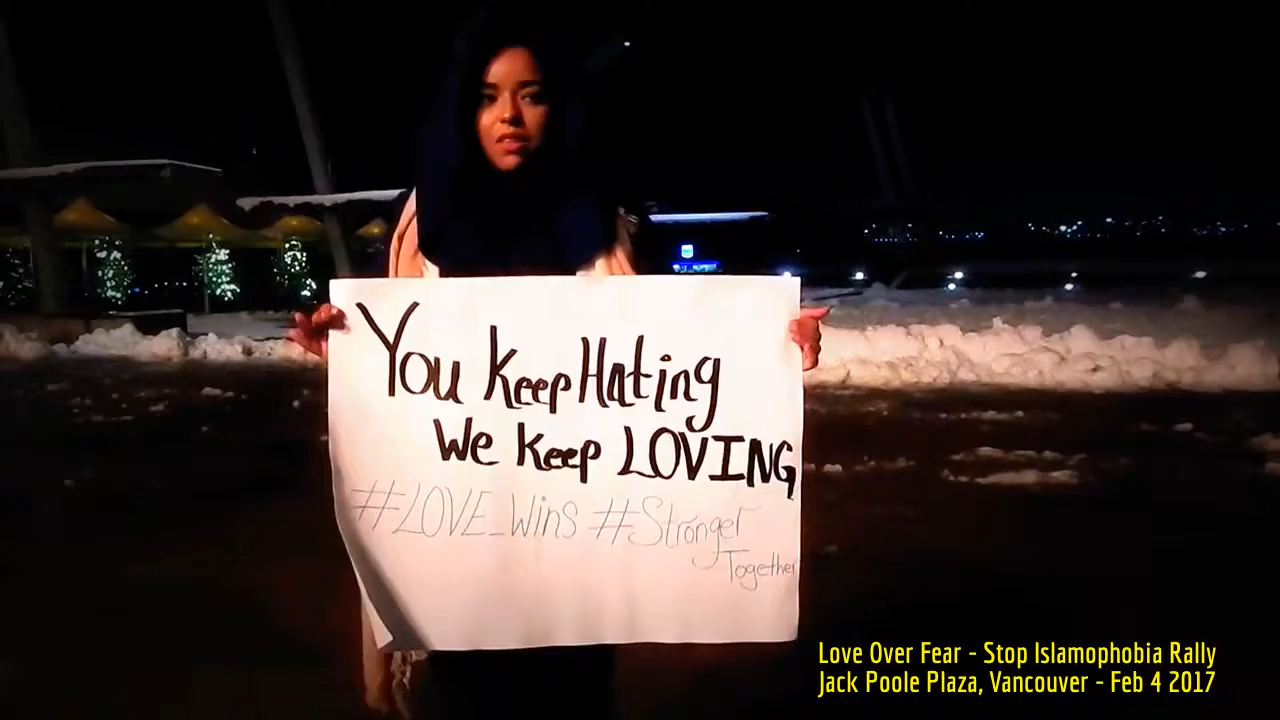 You Keep Hating
We Keep LOVING
#LOVE_Wins #Stronger
Together
Love Over Fear - Stop Islamophobia Rally
Jack Poole Plaza, Vancouver - Feb 4 2017